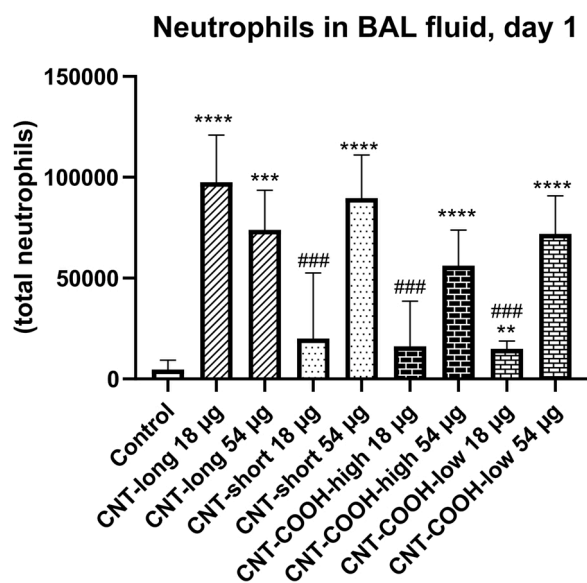 Neutrophils in BAL fluid, day 1
(total neutrophils)
150000
100000
50000
0
****
***
###
****
###
****
###
**
****
Control
CNT-long 18 µg
CNT-long 54 µg
CNT-short 18 µg
CNT-short 54 µg
CNT-COOH-high 18 µg
CNT-COOH-high 54 µg
CNT-COOH-low 18 µg
CNT-COOH-low 54 µg